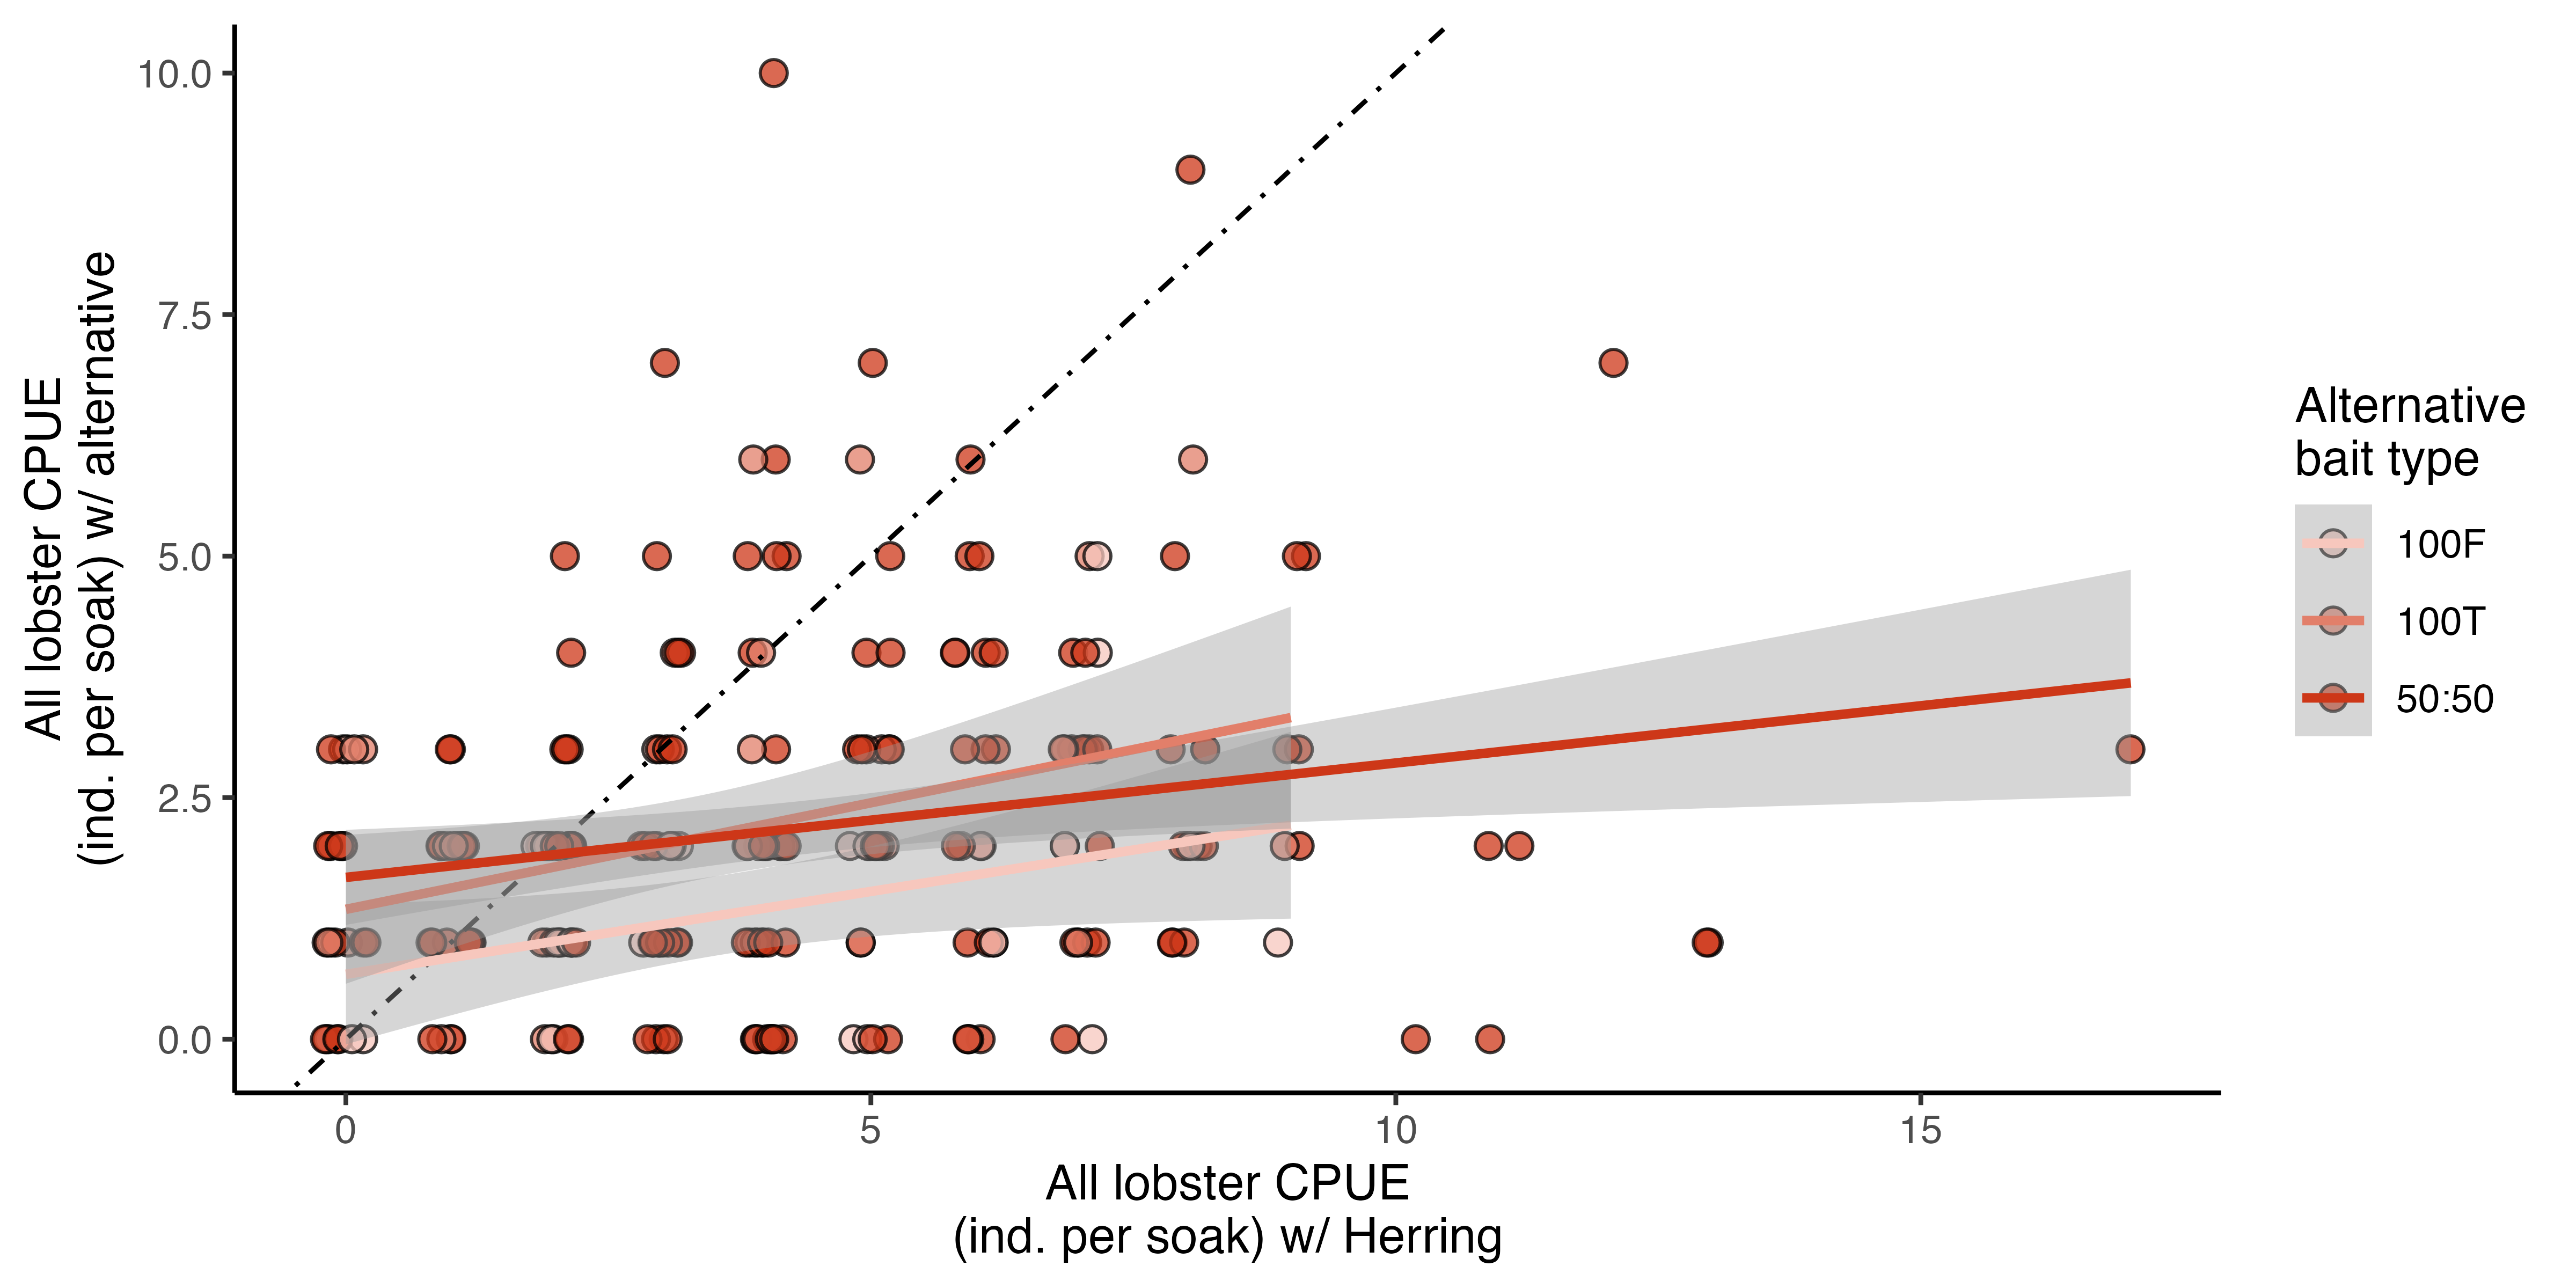 All lobster CPUE
(ind. per soak) w/ alternative
10.0
7.5
5.0
2.5
0.0
0
5
10
15
All lobster CPUE
(ind. per soak) w/ Herring
Alternative
bait type
100F
100T
50:50